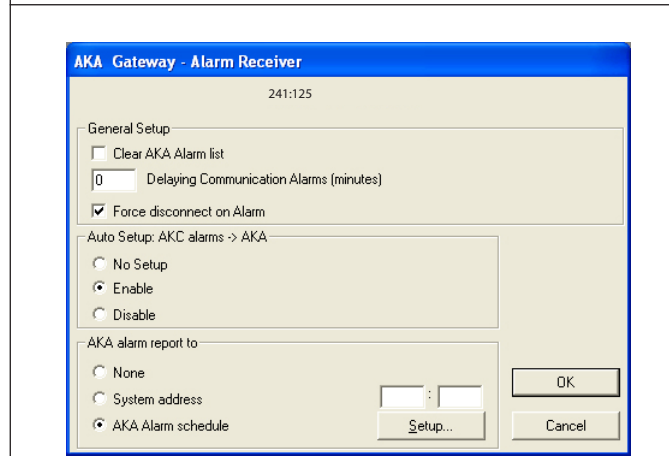 AKA Gateway - Alarm Receiver
241:125
General Setup
Clear AKA Alarm list
0 Delaying Communication Alarms (minutes)
Force disconnect on Alarm
Auto Setup: AKC alarms -> AKA
No Setup
Enable
Disable
AKA alarm report to
None
System address :
AKA Alarm schedule Setup...
OK
Cancel